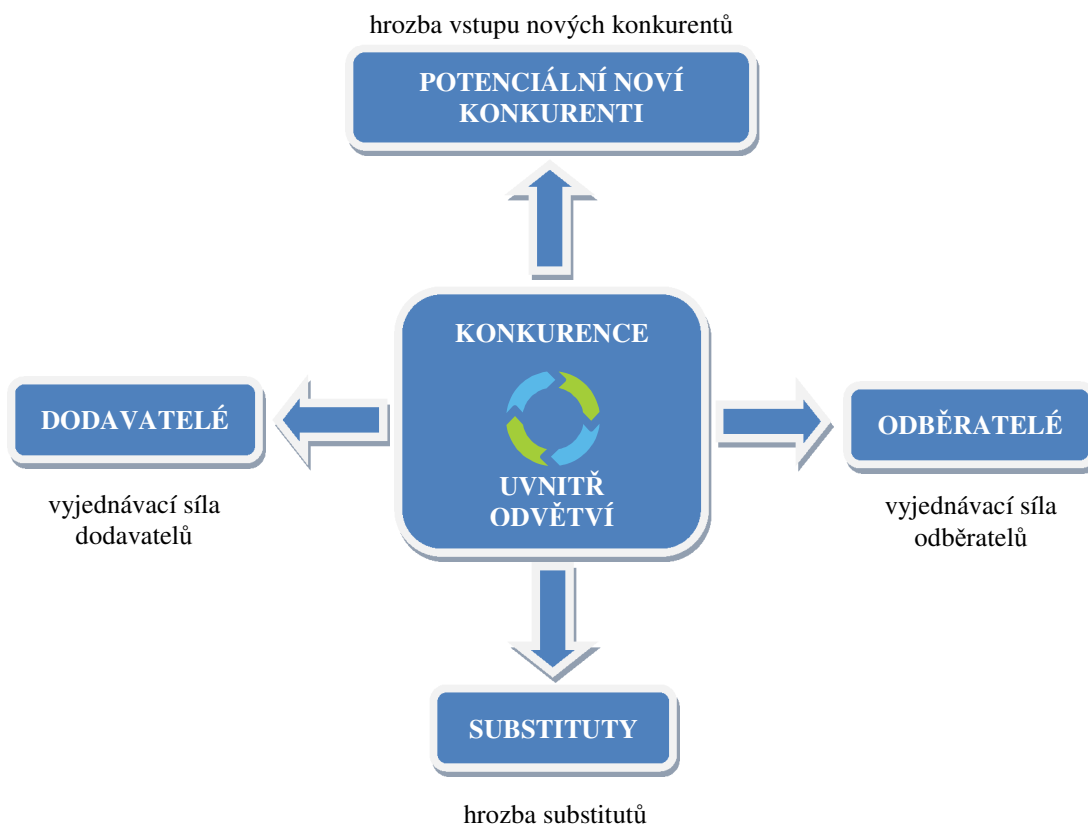 hrozba vstupu nových konkurentů
POTENCIÁLNÍ NOVÍ
KONKURENTI
KONKURENCE
DODAVATELÉ
ODBĚRATELÉ
UVNITŘ
ODVĚTVÍ
vyjednávací síla
dodavatelů
vyjednávací síla
odběratelů
SUBSTITUTY
hrozba substitutů